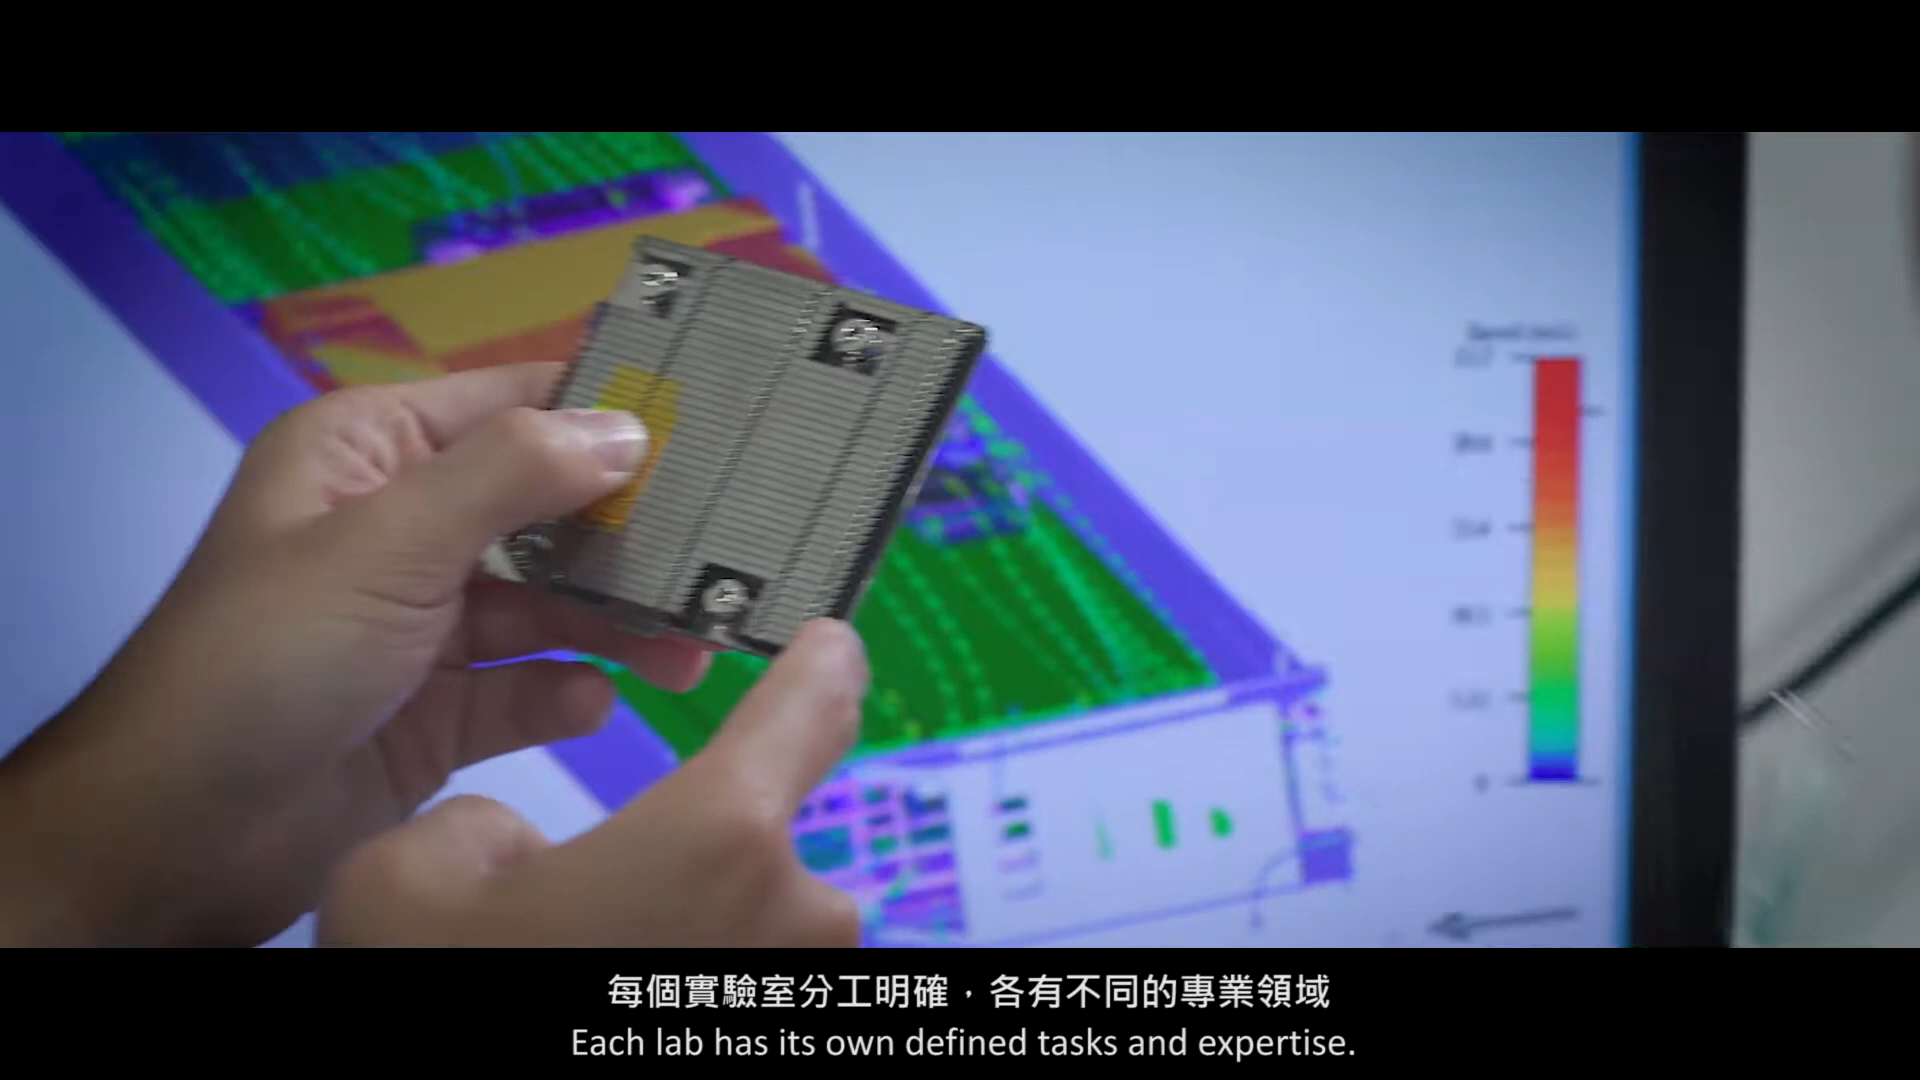 每個實驗室分工明確，各有不同的專業領域
Each lab has its own defined tasks and expertise.